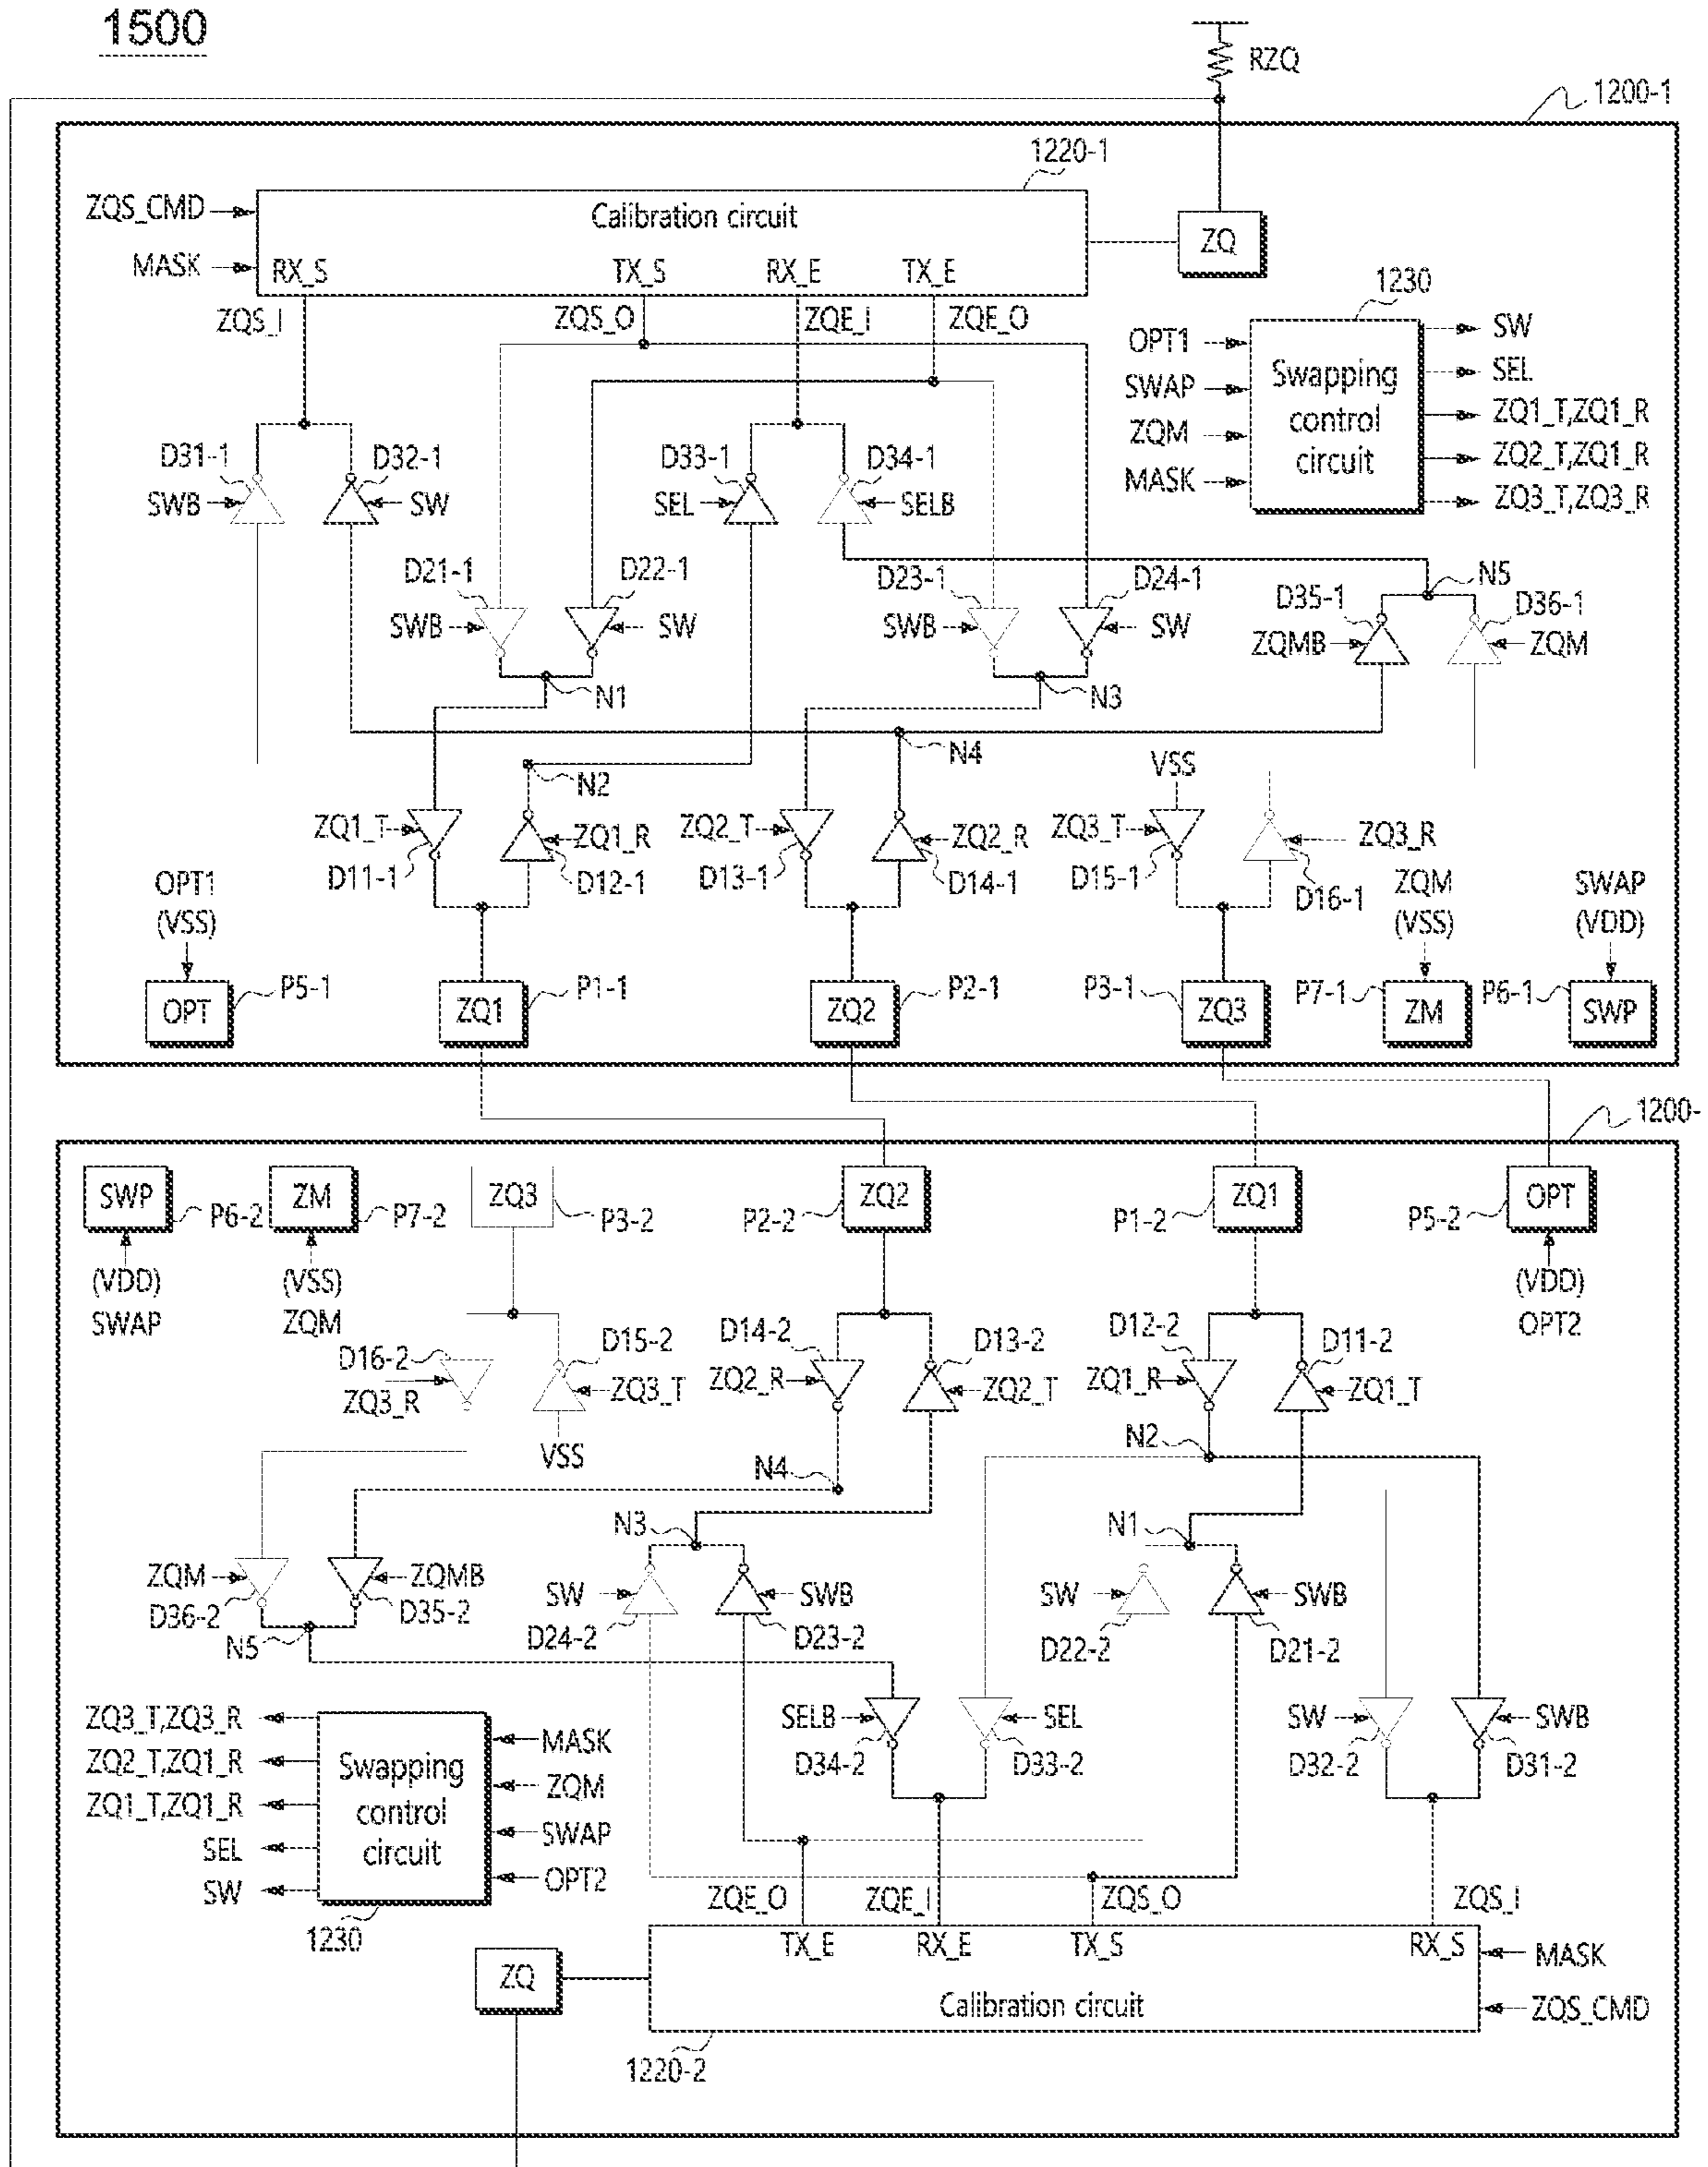 1500
RZQ
1200-1
1220-1
ZQS_CMD
Calibration circuit
ZQ
MASK
RX_S
TX_S
RX_E
TX_E
1230
ZQS_I
ZQS_O
ZQE_I
ZQE_O
OPT1
SWAP
ZQM
MASK
Swapping
control
circuit
SW
SEL
ZQ1_T,ZQ1_R
ZQ2_T,ZQ1_R
ZQ3_T,ZQ3_R
D31-1
D32-1
D33-1
D34-1
SWB
SW
SEL
SELB
D21-1
D22-1
D23-1
D24-1
D35-1
N5
D36-1
SWB
SW
SWB
SW
ZQMB
ZQM
N1
N3
N2
N4
VSS
ZQ1_T
ZQ1_R
ZQ2_T
ZQ2_R
ZQ3_T
ZQ3_R
D11-1
D12-1
D13-1
D14-1
D15-1
D16-1
OPT1
(VSS)
ZQM
(VSS)
SWAP
(VDD)
OPT
P5-1
ZQ1
P1-1
ZQ2
P2-1
P3-1
ZQ3
P7-1
ZM
P6-1
SWP
1200-
SWP
P6-2
ZM
P7-2
ZQ3
P3-2
P2-2
ZQ2
P1-2
ZQ1
P5-2
OPT
(VDD)
SWAP
(VSS)
ZQM
(VDD)
OPT2
D16-2
D15-2
D14-2
D13-2
D12-2
D11-2
ZQ3_R
ZQ3_T
ZQ2_R
ZQ2_T
ZQ1_R
ZQ1_T
VSS
N4
N2
N3
N1
ZQM
ZQMB
SW
SWB
SW
SWB
D36-2
D35-2
D24-2
D23-2
D22-2
D21-2
N5
SELB
SEL
SW
SWB
D34-2
D33-2
D32-2
D31-2
ZQ3_T,ZQ3_R
ZQ2_T,ZQ1_R
ZQ1_T,ZQ1_R
SEL
SW
Swapping
control
circuit
MASK
ZQM
SWAP
OPT2
1230
ZQE_O
ZQE_I
ZQS_O
ZQS_I
TX_E
RX_E
TX_S
RX_S
MASK
ZQ
Calibration circuit
ZQS_CMD
1220-2